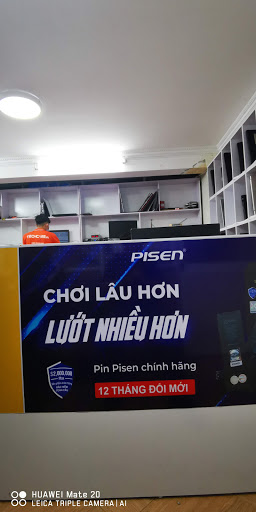 PISEN
CHƠI LÂU HƠN
LƯỚT NHIỀU HƠN
Pin Pisen chính hãng
12 THÁNG ĐỔI MỚI
HUAWEI Mate 20
LEICA TRIPLE CAMERA | AI